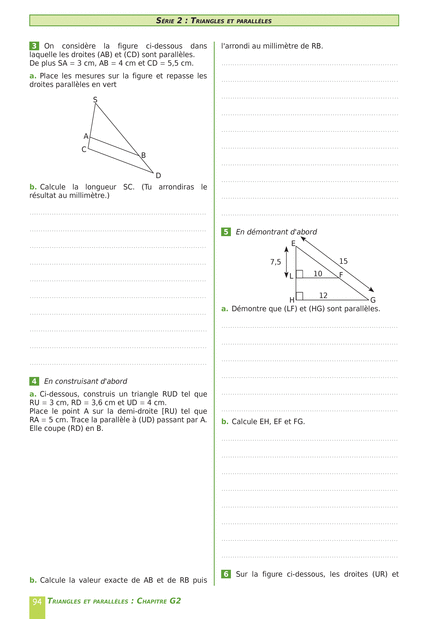 SÉRIE 2 : TRIANGLES ET PARALLÈLES
3 On considère la figure ci-dessous dans
laquelle les droites (AB) et (CD) sont parallèles.
De plus SA = 3 cm, AB = 4 cm et CD = 5,5 cm.
a. Place les mesures sur la figure et repasse les
droites parallèles en vert
S
A
C
B
D
b. Calcule la longueur SC. (Tu arrondiras le
résultat au millimètre.)
4 En construisant d'abord
a. Ci-dessous, construis un triangle RUD tel que
RU = 3 cm, RD = 3,6 cm et UD = 4 cm.
Place le point A sur la demi-droite [RU) tel que
RA = 5 cm. Trace la parallèle à (UD) passant par A.
Elle coupe (RD) en B.
b. Calcule la valeur exacte de AB et de RB puis
l'arrondi au millimètre de RB.
5 En démontrant d'abord
E
7,5
15
L
10
F
H
12
G
a. Démontre que (LF) et (HG) sont parallèles.
b. Calcule EH, EF et FG.
6 Sur la figure ci-dessous, les droites (UR) et
94 TRIANGLES ET PARALLÈLES : CHAPITRE G2